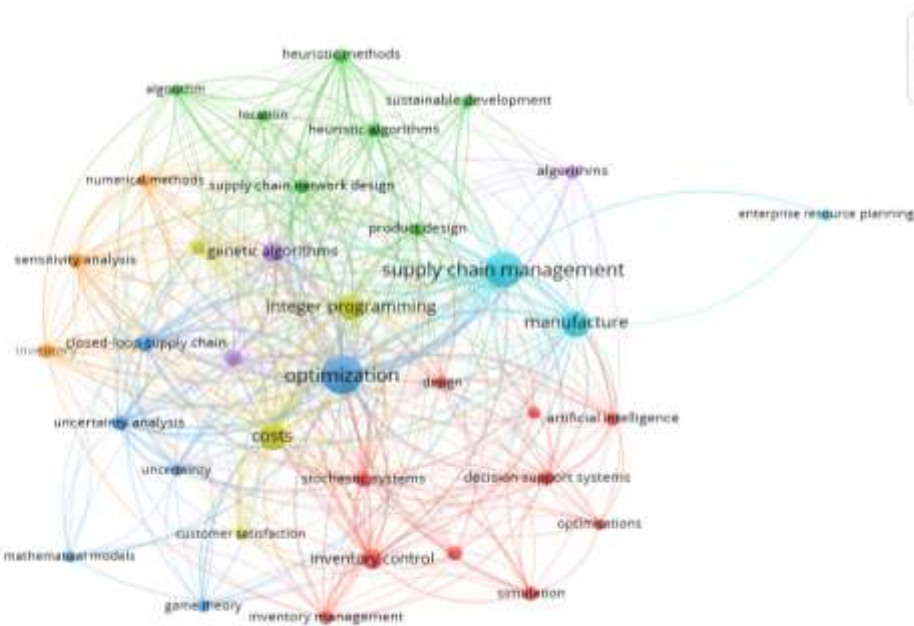 heuristic methods
algorithm
sustainable development
location
heuristic algorithms
algorithms
numerical methods
supply chain network design
enterprise resource planning
product design
genetic algorithms
sensitivity analysis
supply chain management
integer programming
manufacture
closed-loop supply chain
inventory
optimization
design
artificial intelligence
uncertainty analysis
costs
uncertainty
stochastic systems
decision support systems
optimisations
customer satisfaction
mathematical models
inventory control
simulation
game theory
inventory management